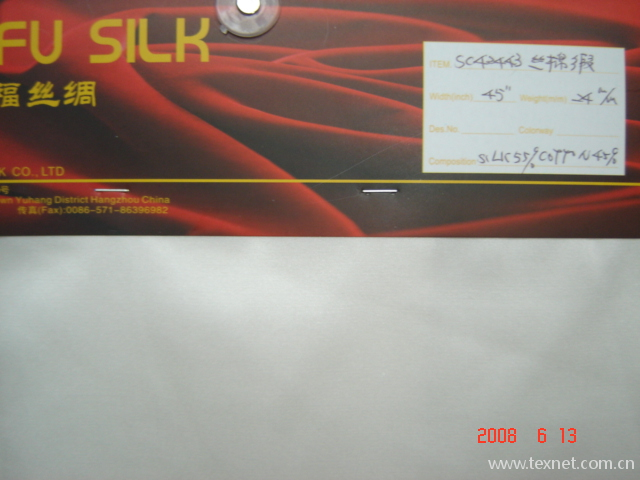 FU SILK
福丝绸
K CO., LTD
号
Yuhang District Hangzhou China
传真(Fax):0086-571-86396982
ITEM SC42443 丝棉缎
Width(inch) 45" Weight(mm)
Des.No. Colorway
Composition SILK55%COTTON45%
2008 6 13
www.texnet.com.cn